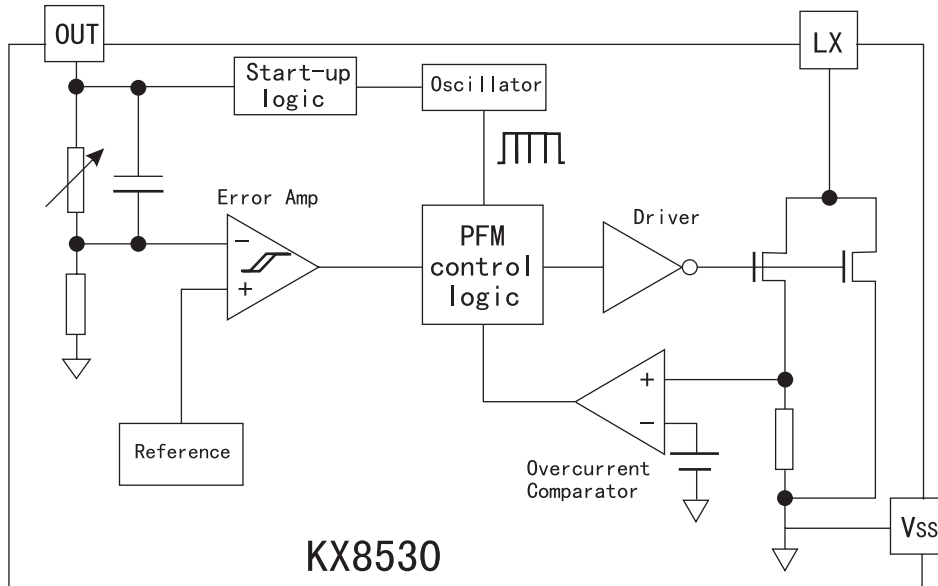 OUT
LX
Start-up
logic
Oscillator
Error Amp
Driver
PFM
control
logic
−
+
+
−
Reference
Overcurrent
Comparator
Vss
KX8530